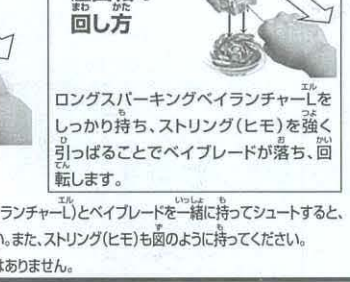 回し方
ロングスパーキングベイランチャーLを
しっかり持ち、ストリング(ヒモ)を強く
引っぱることでベイブレードが落ち、回
転します。
ランチャーL)とベイブレードを一緒に持ってシュートすると、
い。また、ストリング(ヒモ)も図のように持ってください。
はありません。